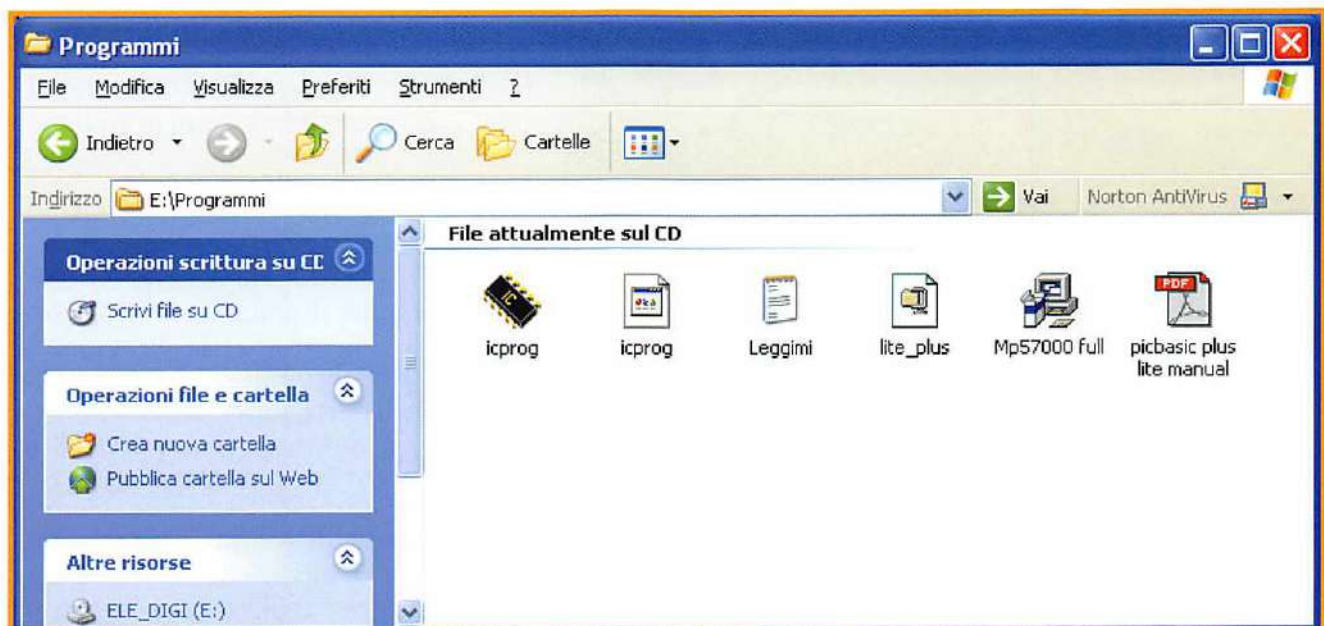 Programmi
File Modifica Visualizza Preferiti Strumenti ?
Indietro Cerca Cartelle
Indirizzo E:\Programmi Vai Norton AntiVirus
Operazioni scrittura su CD
Scrivi file su CD
Operazioni file e cartella
Crea nuova cartella
Pubblica cartella sul Web
Altre risorse
ELE_DIGI (E:)
File attualmente sul CD
IC
icprog
icprog
Leggimi
lite_plus
Mp57000 full
PDF
picbasic plus
lite manual